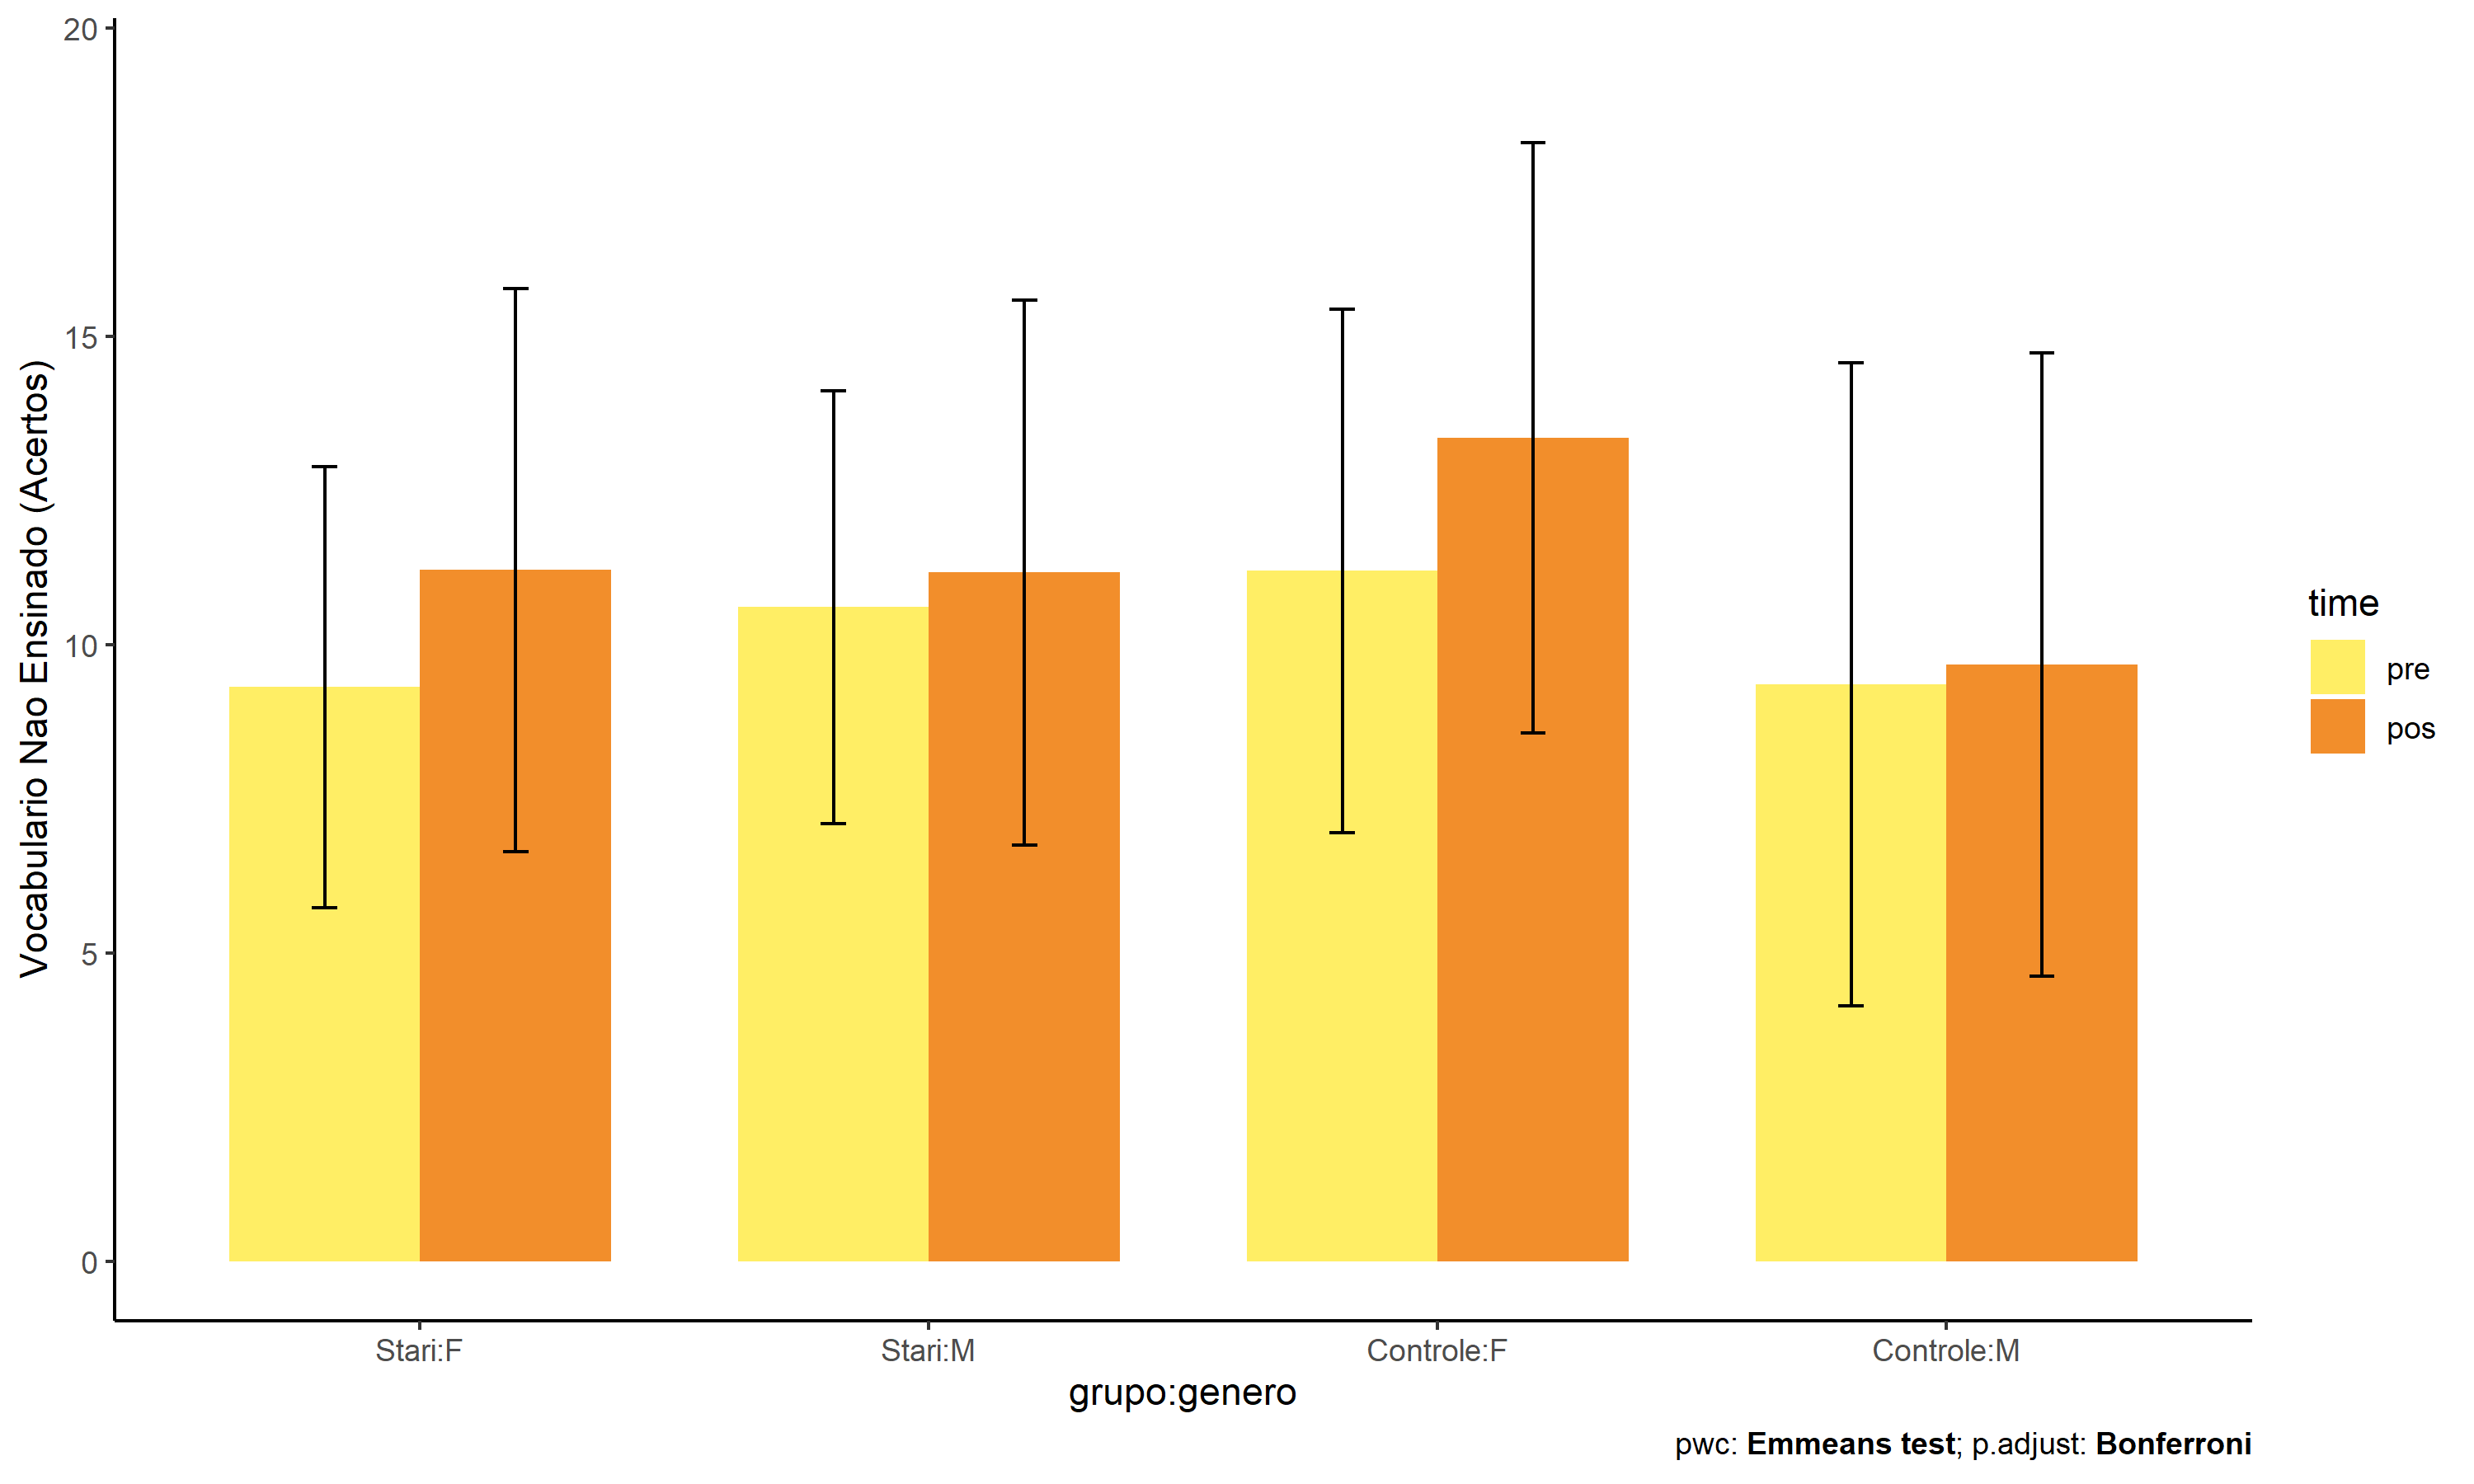 20
15
10
5
0
Vocabulario Nao Ensinado (Acertos)
Stari:F
Stari:M
Controle:F
Controle:M
grupo:genero
time
pre
pos
pwc: Emmeans test; p.adjust: Bonferroni